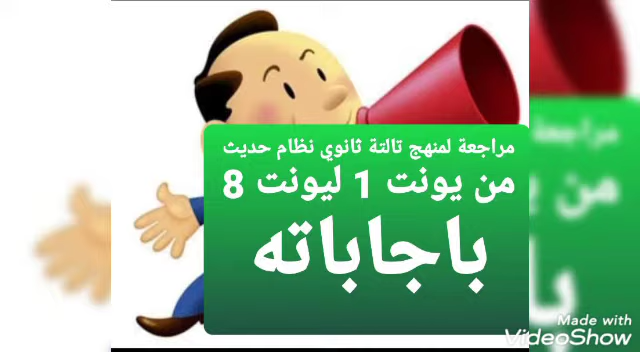 مراجعة لمنهج تالتة ثانوي نظام حديث
من يونت 1 ليونت 8
باجاباته
Made with
VideoShow